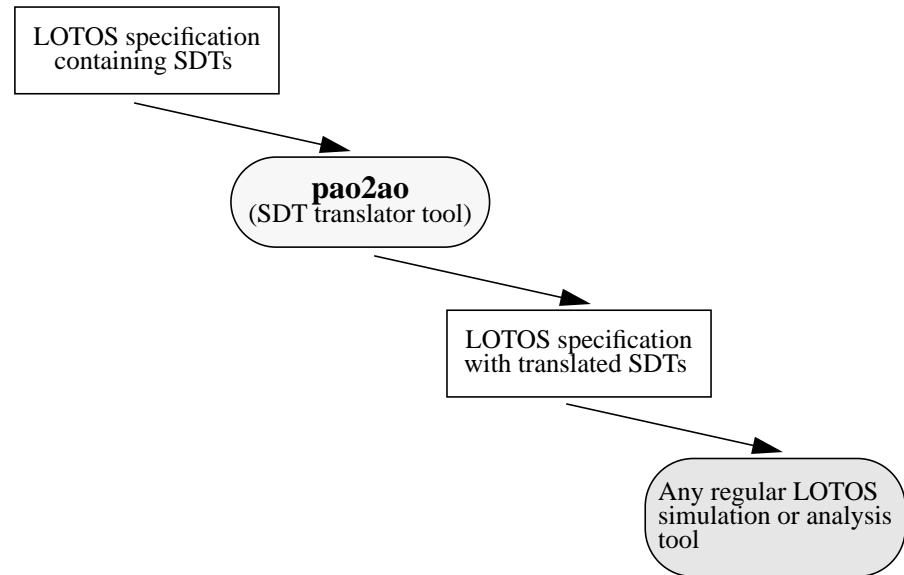 LOTOS specification
containing SDTs
pao2ao
(SDT translator tool)
LOTOS specification
with translated SDTs
Any regular LOTOS
simulation or analysis
tool